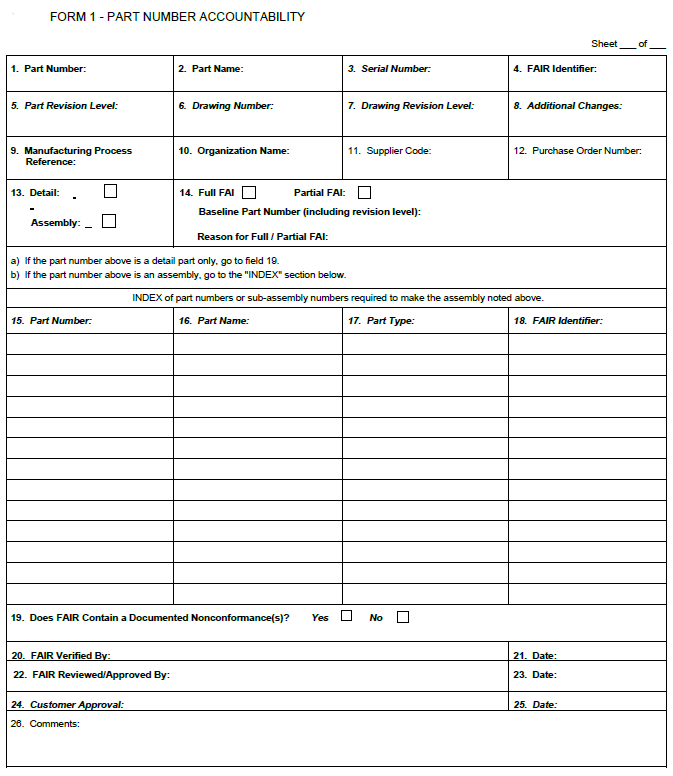 FORM 1 - PART NUMBER ACCOUNTABILITY
Sheet ___ of ___
1. Part Number:
2. Part Name:
3. Serial Number:
4. FAIR Identifier:
5. Part Revision Level:
6. Drawing Number:
7. Drawing Revision Level:
8. Additional Changes:
9. Manufacturing Process
Reference:
10. Organization Name:
11. Supplier Code:
12. Purchase Order Number:
13. Detail:
Assembly:
14. Full FAI
Partial FAI:
Baseline Part Number (including revision level):
Reason for Full / Partial FAI:
a) If the part number above is a detail part only, go to field 19.
b) If the part number above is an assembly, go to the "INDEX" section below.
INDEX of part numbers or sub-assembly numbers required to make the assembly noted above.
15. Part Number:
16. Part Name:
17. Part Type:
18. FAIR Identifier:
19. Does FAIR Contain a Documented Nonconformance(s)? Yes No
20. FAIR Verified By:
21. Date:
22. FAIR Reviewed/Approved By:
23. Date:
24. Customer Approval:
25. Date:
26. Comments: